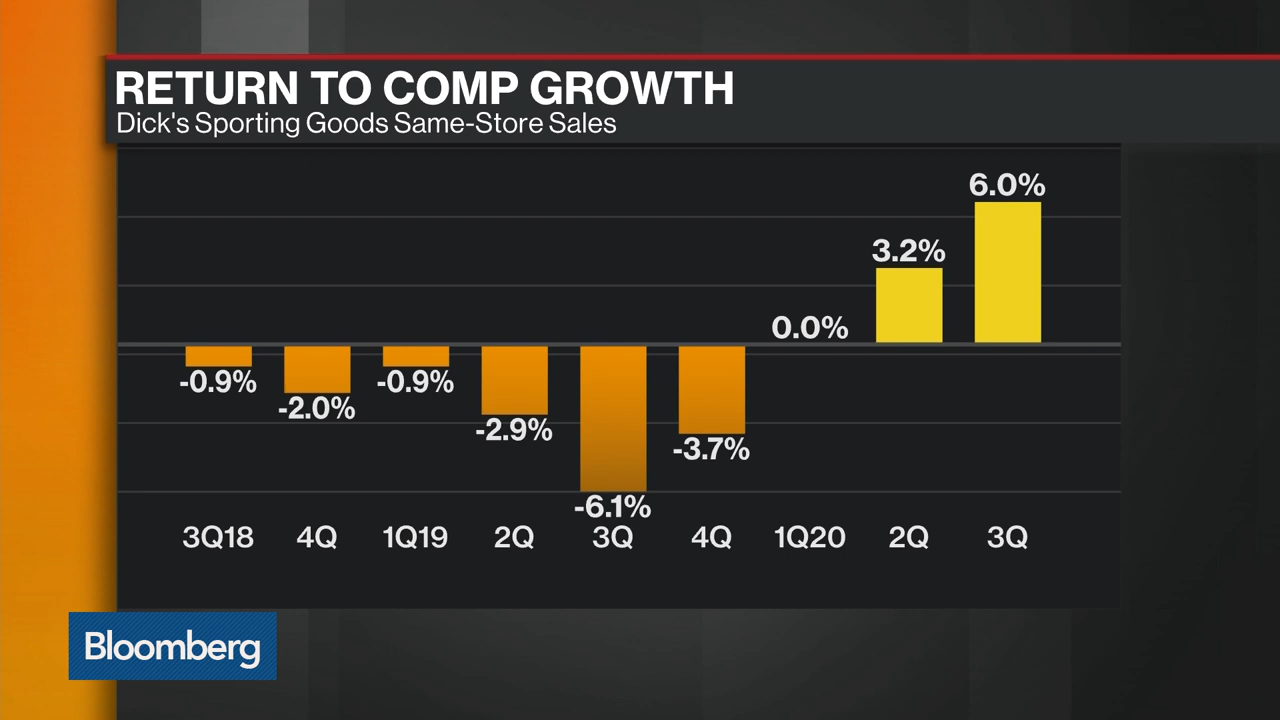 RETURN TO COMP GROWTH
Dick's Sporting Goods Same-Store Sales
6.0%
3.2%
0.0%
-0.9%
-2.0%
-0.9%
-2.9%
-3.7%
-6.1%
3Q18 4Q 1Q19 2Q 3Q 4Q 1Q20 2Q 3Q
Bloomberg